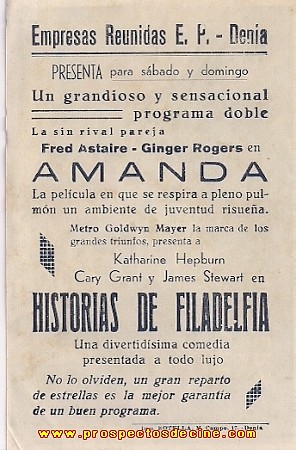 Empresas Reunidas E. P. - Denia
PRESENTA para sábado y domingo
Un grandioso y sensacional
programa doble
La sin rival pareja
Fred Astaire - Ginger Rogers en
AMANDA
La película en que se respira a pleno pul-
món un ambiente de juventud risueña.
Metro Goldwyn Mayer la marca de los
grandes triunfos, presenta a
Katharine Hepburn
Cary Grant y James Stewart en
HISTORIAS DE FILADELFIA
Una divertidísima comedia
presentada a todo lujo
No lo olviden, un gran reparto
de estrellas es la mejor garantía
de un buen programa.
Campo, 17. - Denia
www.prospectosdecine.com